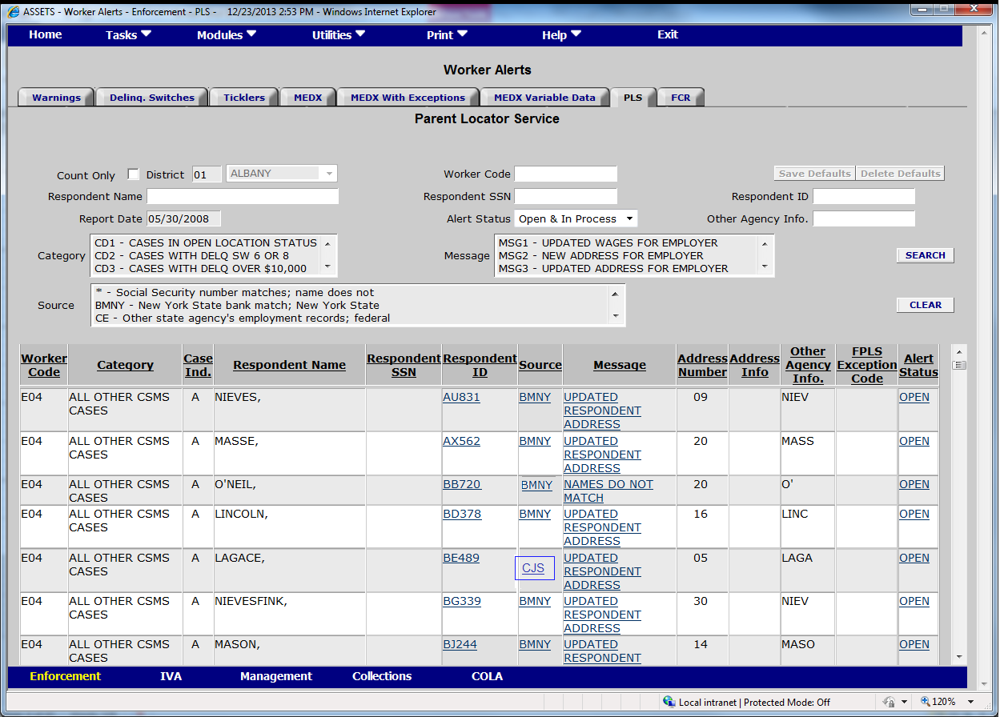 ASSETS - Worker Alerts - Enforcement - PLS - 12/23/2013 2:53 PM - Windows Internet Explorer
Home Tasks Modules Utilities Print Help Exit
Worker Alerts
Warnings Delinq. Switches Ticklers MEDX MEDX With Exceptions MEDX Variable Data PLS FCR
Parent Locator Service
Count Only District 01 ALBANY Worker Code Save Defaults Delete Defaults
Respondent Name Respondent SSN Respondent ID
Report Date 05/30/2008 Alert Status Open & In Process Other Agency Info.
Category
CD1 - CASES IN OPEN LOCATION STATUS
CD2 - CASES WITH DELQ SW 6 OR 8
CD3 - CASES WITH DELQ OVER $10,000
Message
MSG1 - UPDATED WAGES FOR EMPLOYER
MSG2 - NEW ADDRESS FOR EMPLOYER
MSG3 - UPDATED ADDRESS FOR EMPLOYER
SEARCH
Source
* - Social Security number matches; name does not
BMNY - New York State bank match; New York State
CE - Other state agency's employment records; federal
CLEAR
Worker Code Category Case Ind. Respondent Name Respondent SSN Respondent ID Source Message Address Number Address Info Other Agency Info. FPLS Exception Code Alert Status
E04 ALL OTHER CSMS CASES A NIEVES, AU831 BMNY UPDATED RESPONDENT ADDRESS 09 NIEV OPEN
E04 ALL OTHER CSMS CASES A MASSE, AX562 BMNY UPDATED RESPONDENT ADDRESS 20 MASS OPEN
E04 ALL OTHER CSMS CASES A O'NEIL, BB720 BMNY NAMES DO NOT MATCH 20 O' OPEN
E04 ALL OTHER CSMS CASES A LINCOLN, BD378 BMNY UPDATED RESPONDENT ADDRESS 16 LINC OPEN
E04 ALL OTHER CSMS CASES A LAGACE, BE489 CJS UPDATED RESPONDENT ADDRESS 05 LAGA OPEN
E04 ALL OTHER CSMS CASES A NIEVESFINK, BG339 BMNY UPDATED RESPONDENT ADDRESS 30 NIEV OPEN
E04 ALL OTHER CSMS CASES A MASON, BJ244 BMNY UPDATED RESPONDENT 14 MASO OPEN
Enforcement IVA Management Collections COLA
Local intranet | Protected Mode: Off 120%